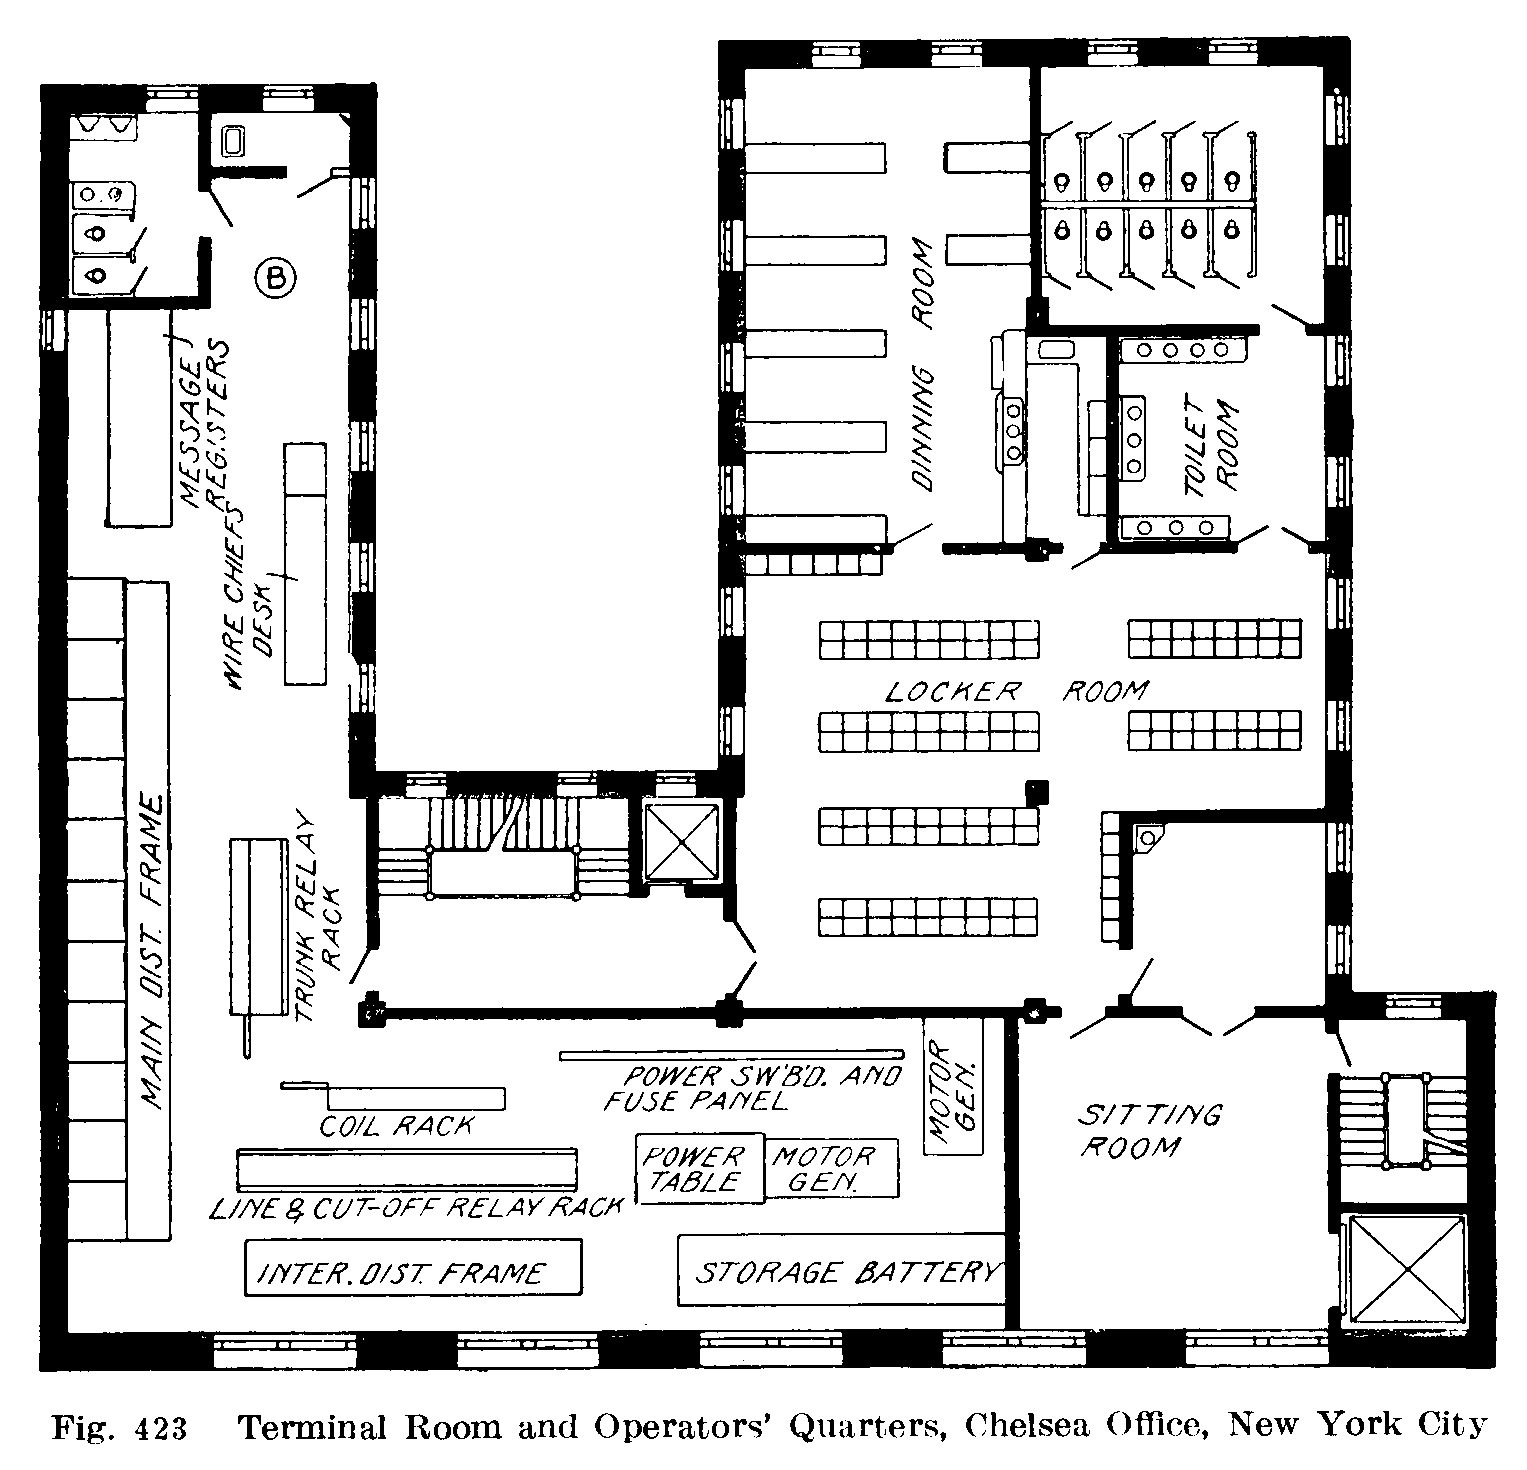 B
MESSAGE
REGISTERS
WIRE CHIEFS
DESK
MAIN DIST. FRAME
TRUNK RELAY
RACK
COIL RACK
LINE & CUT-OFF RELAY RACK
INTER. DIST. FRAME
POWER SW'B'D. AND
FUSE PANEL
POWER
TABLE
MOTOR
GEN.
MOTOR
GEN.
STORAGE BATTERY
DINNING ROOM
TOILET
ROOM
LOCKER ROOM
SITTING
ROOM
Fig. 423 Terminal Room and Operators' Quarters, Chelsea Office, New York City